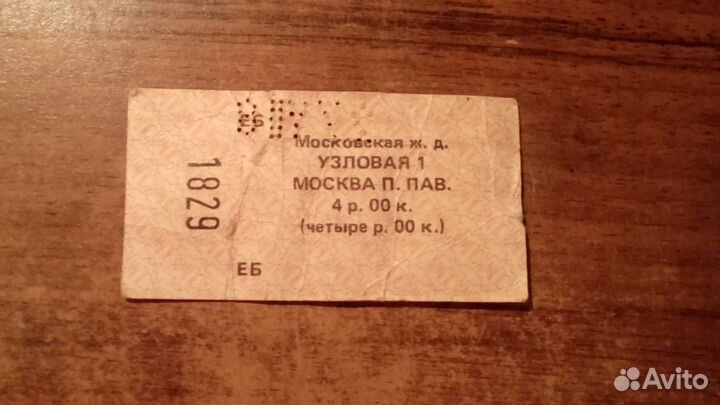 ЕБ
Московская ж. д.
УЗЛОВАЯ 1
МОСКВА П. ПАВ.
4 р. 00 к.
(четыре р. 00 к.)
1829
ЕБ
Avito